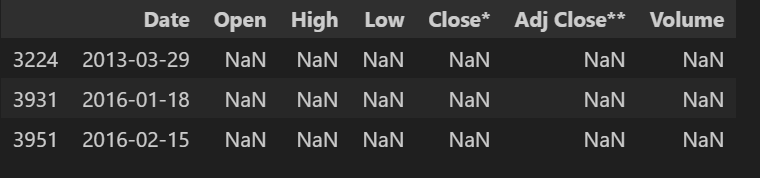 Date Open High Low Close* Adj Close** Volume
3224 2013-03-29 NaN NaN NaN NaN NaN NaN
3931 2016-01-18 NaN NaN NaN NaN NaN NaN
3951 2016-02-15 NaN NaN NaN NaN NaN NaN